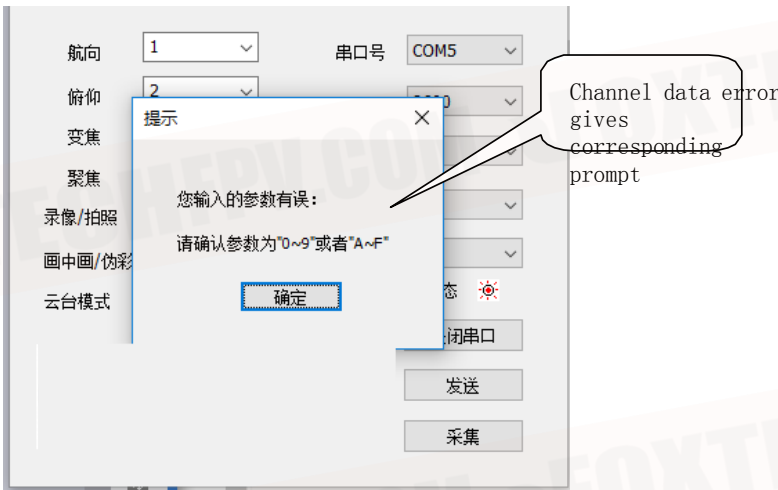 航向
1
串口号
COM5
俯仰
2
变焦
聚焦
录像/拍照
画中画/伪彩
云台模式
提示
您输入的参数有误：
请确认参数为"0~9"或者"A~F"
确定
态
闭串口
发送
采集
Channel data error
gives
corresponding
prompt